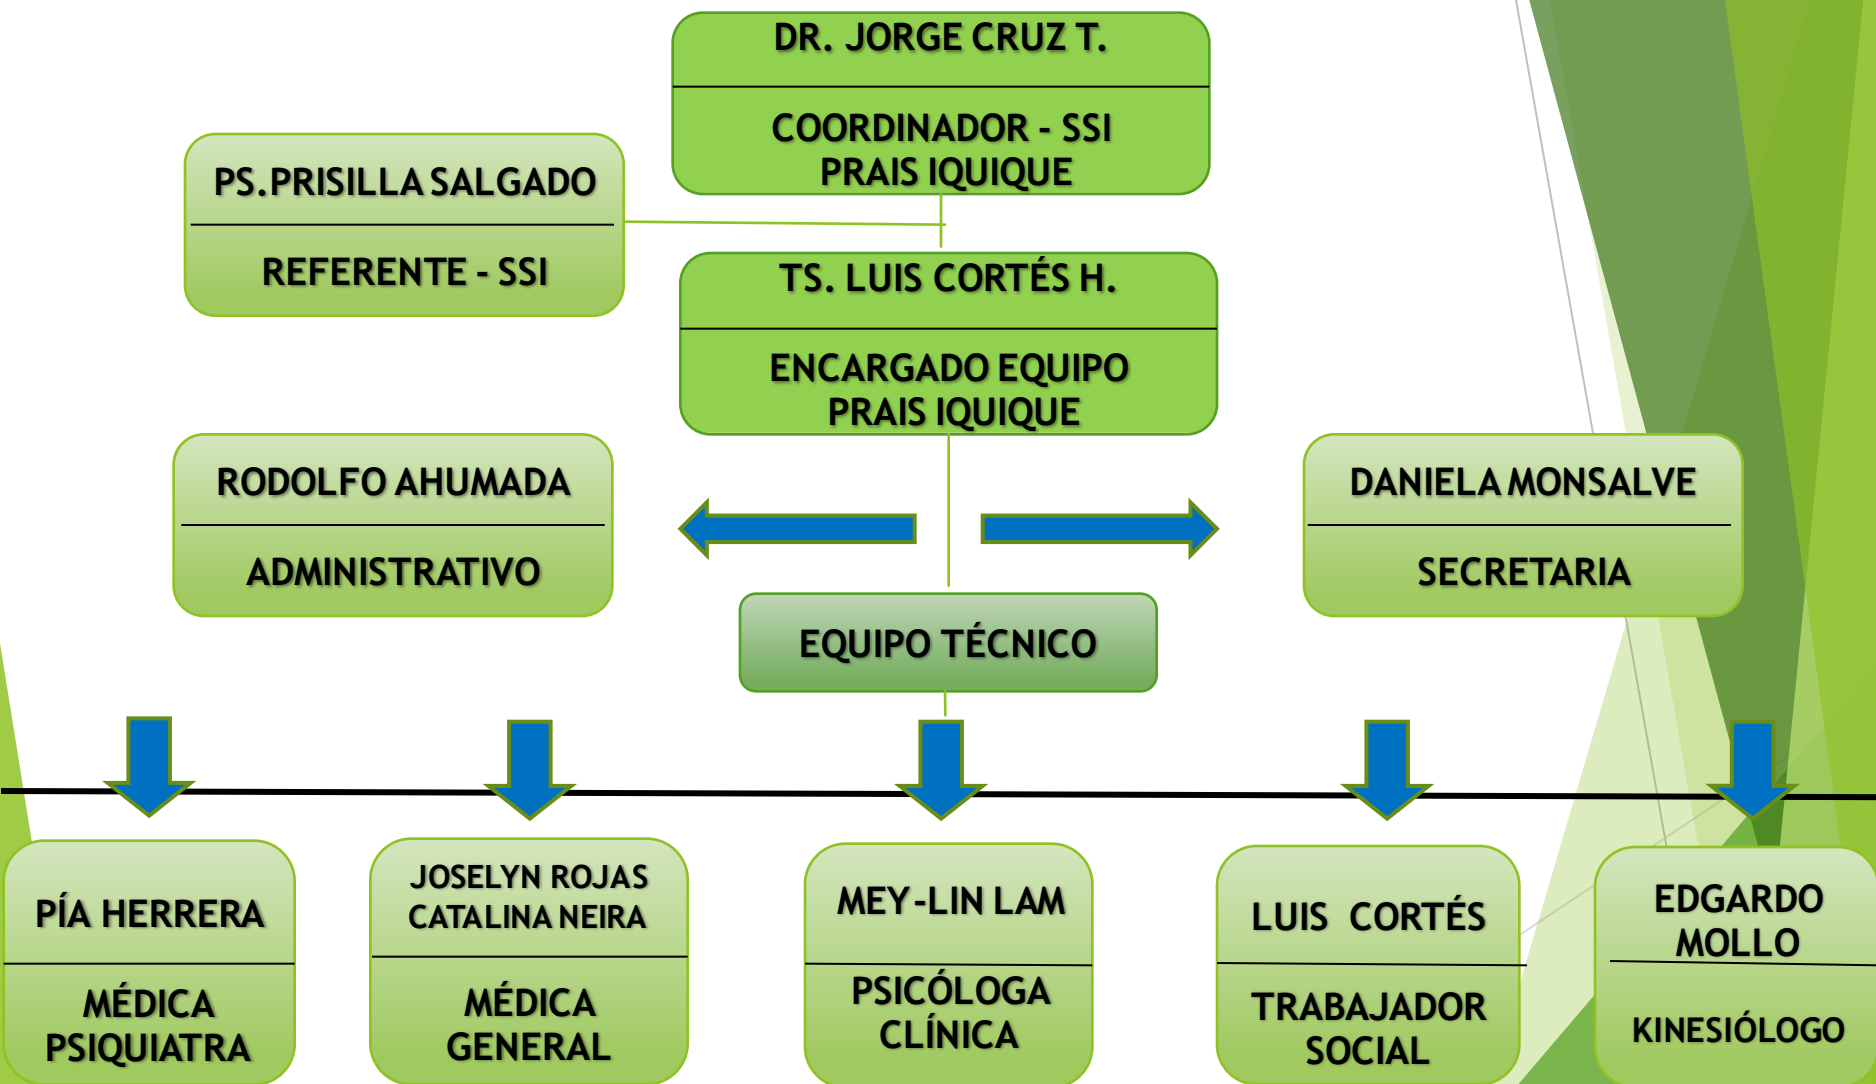 DR. JORGE CRUZ T.
COORDINADOR - SSI
PRAIS IQUIQUE
PS.PRISILLA SALGADO
REFERENTE - SSI
TS. LUIS CORTÉS H.
ENCARGADO EQUIPO
PRAIS IQUIQUE
RODOLFO AHUMADA
ADMINISTRATIVO
DANIELA MONSALVE
SECRETARIA
EQUIPO TÉCNICO
PÍA HERRERA
MÉDICA
PSIQUIATRA
JOSELYN ROJAS
CATALINA NEIRA
MÉDICA
GENERAL
MEY-LIN LAM
PSICÓLOGA
CLÍNICA
LUIS CORTÉS
TRABAJADOR
SOCIAL
EDGARDO
MOLLO
KINESIÓLOGO